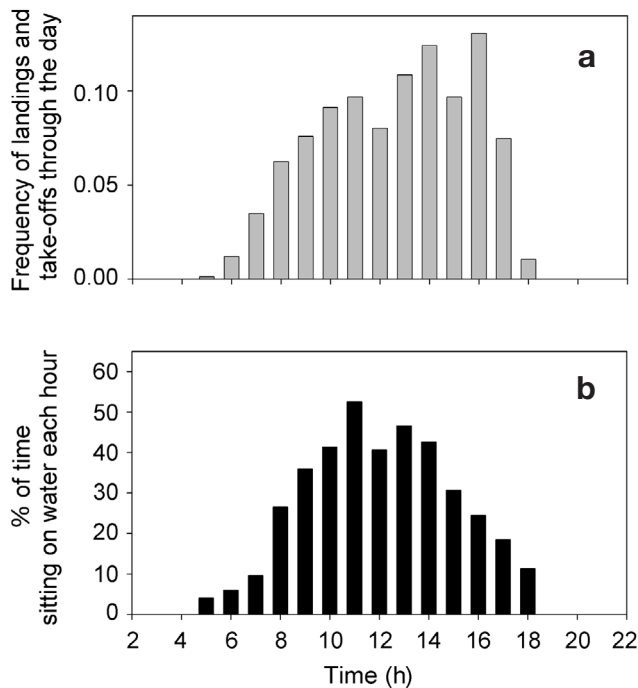 Frequency of landings and
take-offs through the day
0.10
0.05
0.00
a
% of time
sitting on water each hour
60
50
40
30
20
10
0
b
2 4 6 8 10 12 14 16 18 20 22
Time (h)